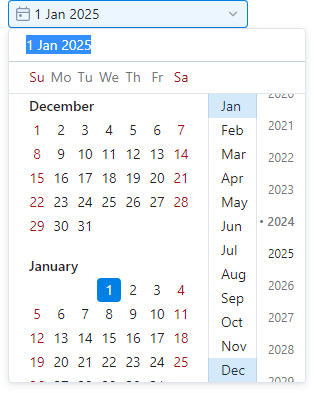 1 Jan 2025
1 Jan 2025
Su Mo Tu We Th Fr Sa
December
1 2 3 4 5 6 7
8 9 10 11 12 13 14
15 16 17 18 19 20 21
22 23 24 25 26 27 28
29 30 31
January
1 2 3 4
5 6 7 8 9 10 11
12 13 14 15 16 17 18
19 20 21 22 23 24 25
Jan
Feb
Mar
Apr
May
Jun
Jul
Aug
Sep
Oct
Nov
Dec
2020
2021
2022
2023
• 2024
2025
2026
2027
2028
2029